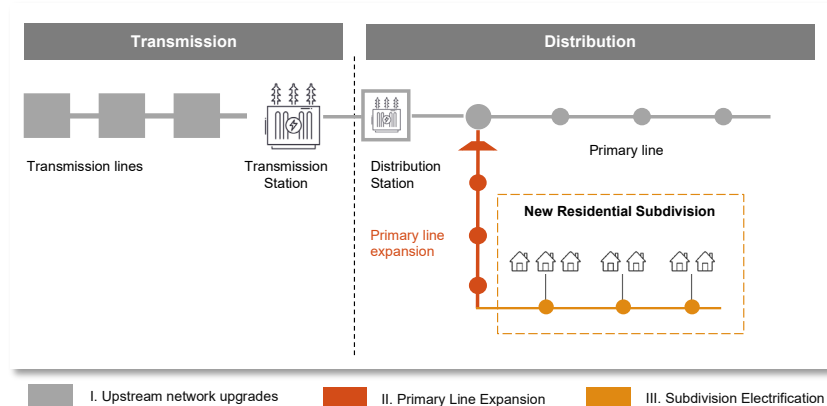 Transmission
Distribution
Transmission lines
Transmission
Station
Distribution
Station
Primary line
Primary line
expansion
New Residential Subdivision
I. Upstream network upgrades
II. Primary Line Expansion
III. Subdivision Electrification